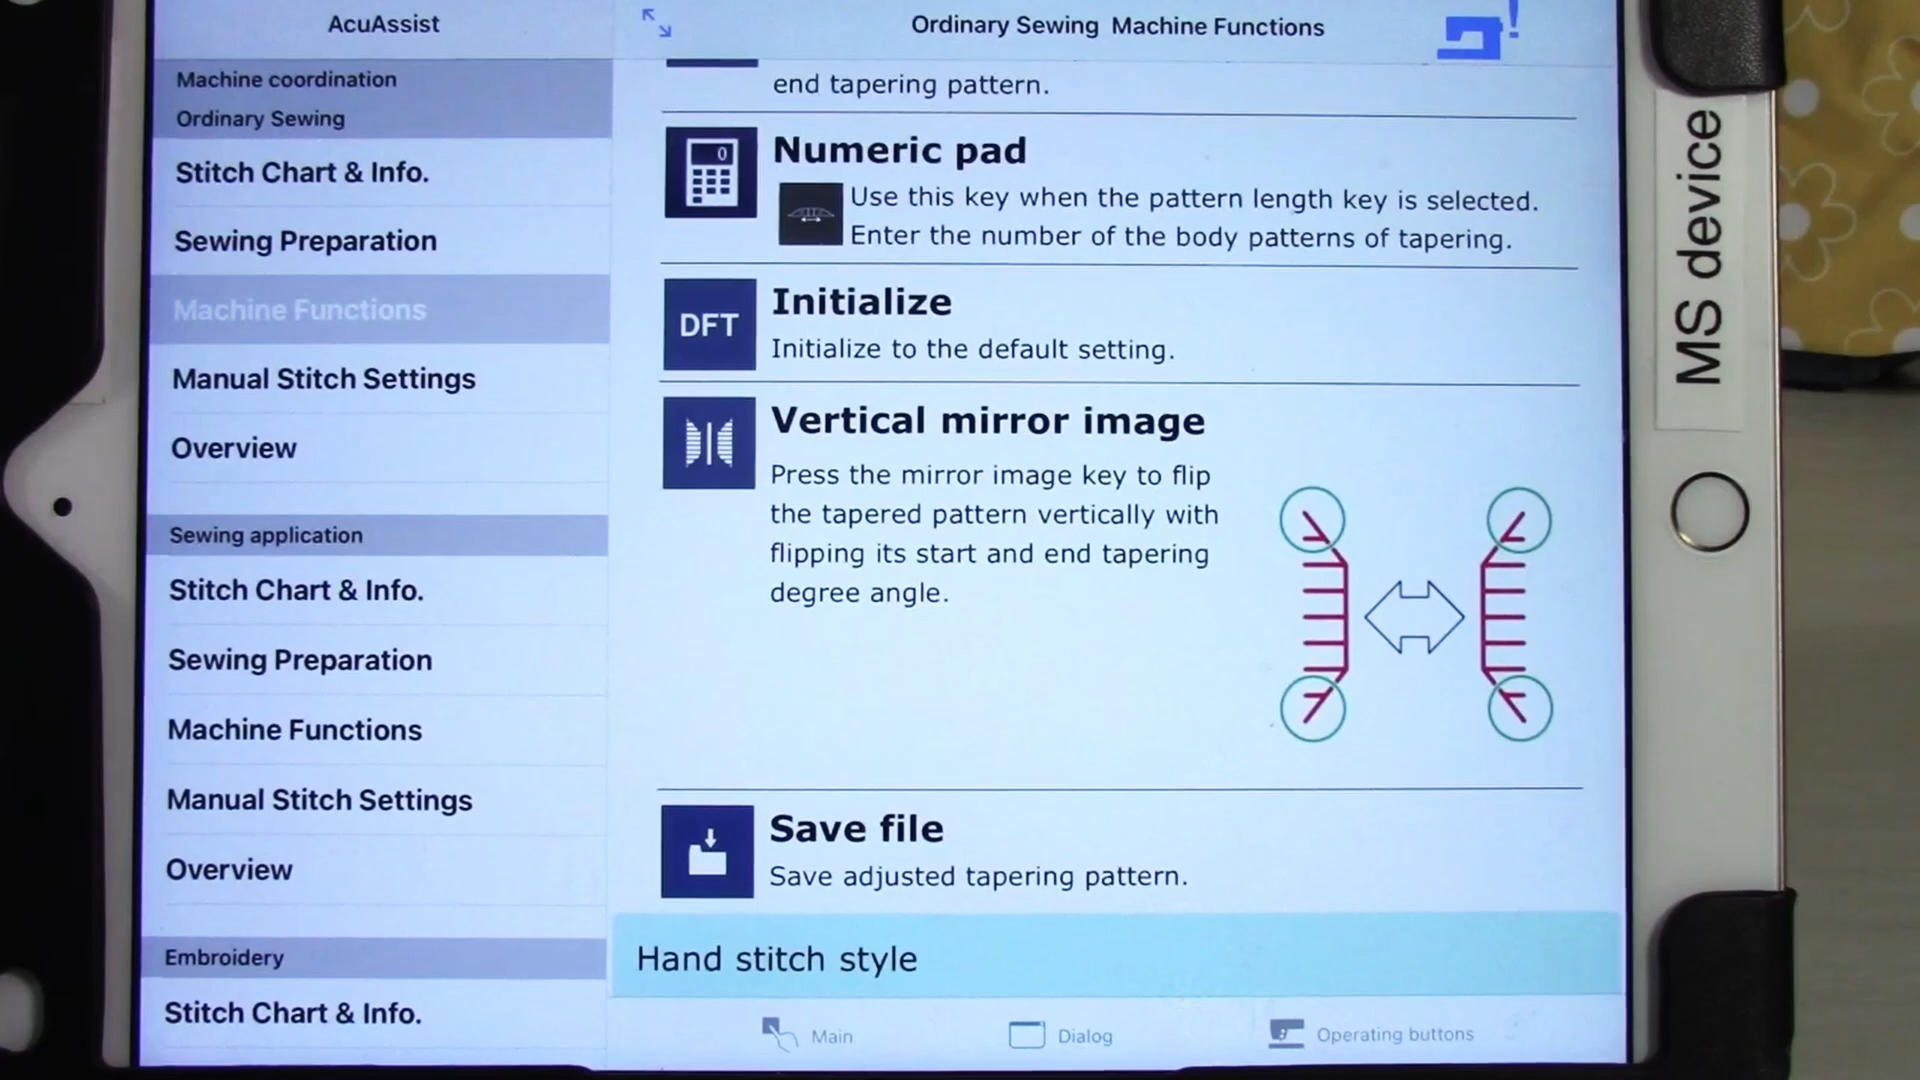 AcuAssist
Machine coordination
Ordinary Sewing
Stitch Chart & Info.
Sewing Preparation
Machine Functions
Manual Stitch Settings
Overview
Sewing application
Stitch Chart & Info.
Sewing Preparation
Machine Functions
Manual Stitch Settings
Overview
Embroidery
Stitch Chart & Info.
Ordinary Sewing Machine Functions
end tapering pattern.
0
Numeric pad
Use this key when the pattern length key is selected.
Enter the number of the body patterns of tapering.
DFT
Initialize
Initialize to the default setting.
Vertical mirror image
Press the mirror image key to flip
the tapered pattern vertically with
flipping its start and end tapering
degree angle.
Save file
Save adjusted tapering pattern.
Hand stitch style
Main
Dialog
Operating buttons
MS device